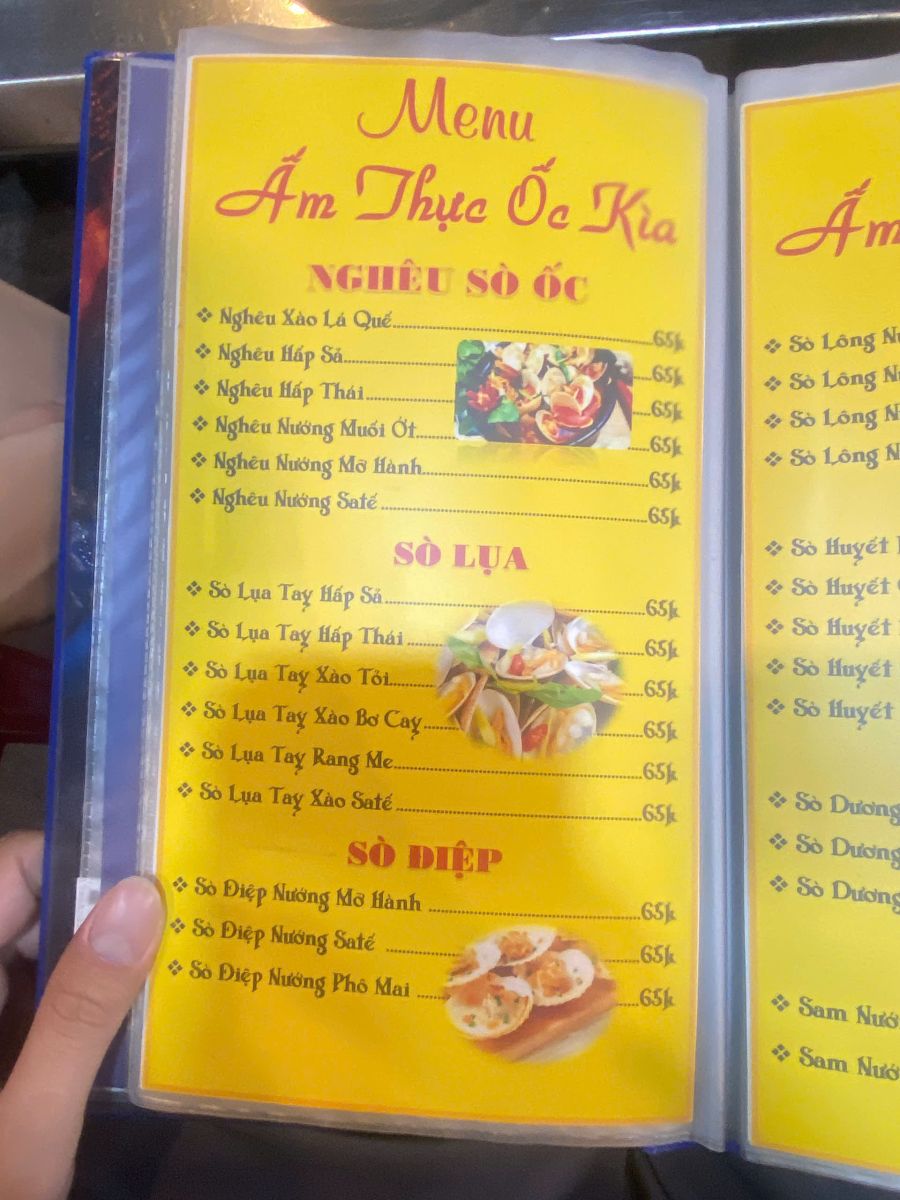 Menu
Ẩm Thực Ốc Kìa
NGHÊU SÒ ỐC
❖ Nghêu Xào Lá Quế.....65k
❖ Nghêu Hấp Sả.....65k
❖ Nghêu Hấp Thái.....65k
❖ Nghêu Nướng Muối Ớt.....65k
❖ Nghêu Nướng Mỡ Hành.....65k
❖ Nghêu Nướng Saté.....65k
SÒ LỤA
❖ Sò Lụa Tay Hấp Sả.....65k
❖ Sò Lụa Tay Hấp Thái.....65k
❖ Sò Lụa Tay Xào Tỏi.....65k
❖ Sò Lụa Tay Xào Bơ Cay.....65k
❖ Sò Lụa Tay Rang Me.....65k
❖ Sò Lụa Tay Xào Saté.....65k
SÒ ĐIỆP
❖ Sò Điệp Nướng Mỡ Hành.....65k
❖ Sò Điệp Nướng Saté.....65k
❖ Sò Điệp Nướng Phô Mai.....65k
Ẩm
❖ Sò Lông
❖ Sò Lông
❖ Sò Lông
❖ Sò Lông
❖ Sò Huyết
❖ Sò Huyết
❖ Sò Huyết
❖ Sò Huyết
❖ Sò Huyết
❖ Sò Dương
❖ Sò Dương
❖ Sò Dương
❖ Sam
❖ Sam